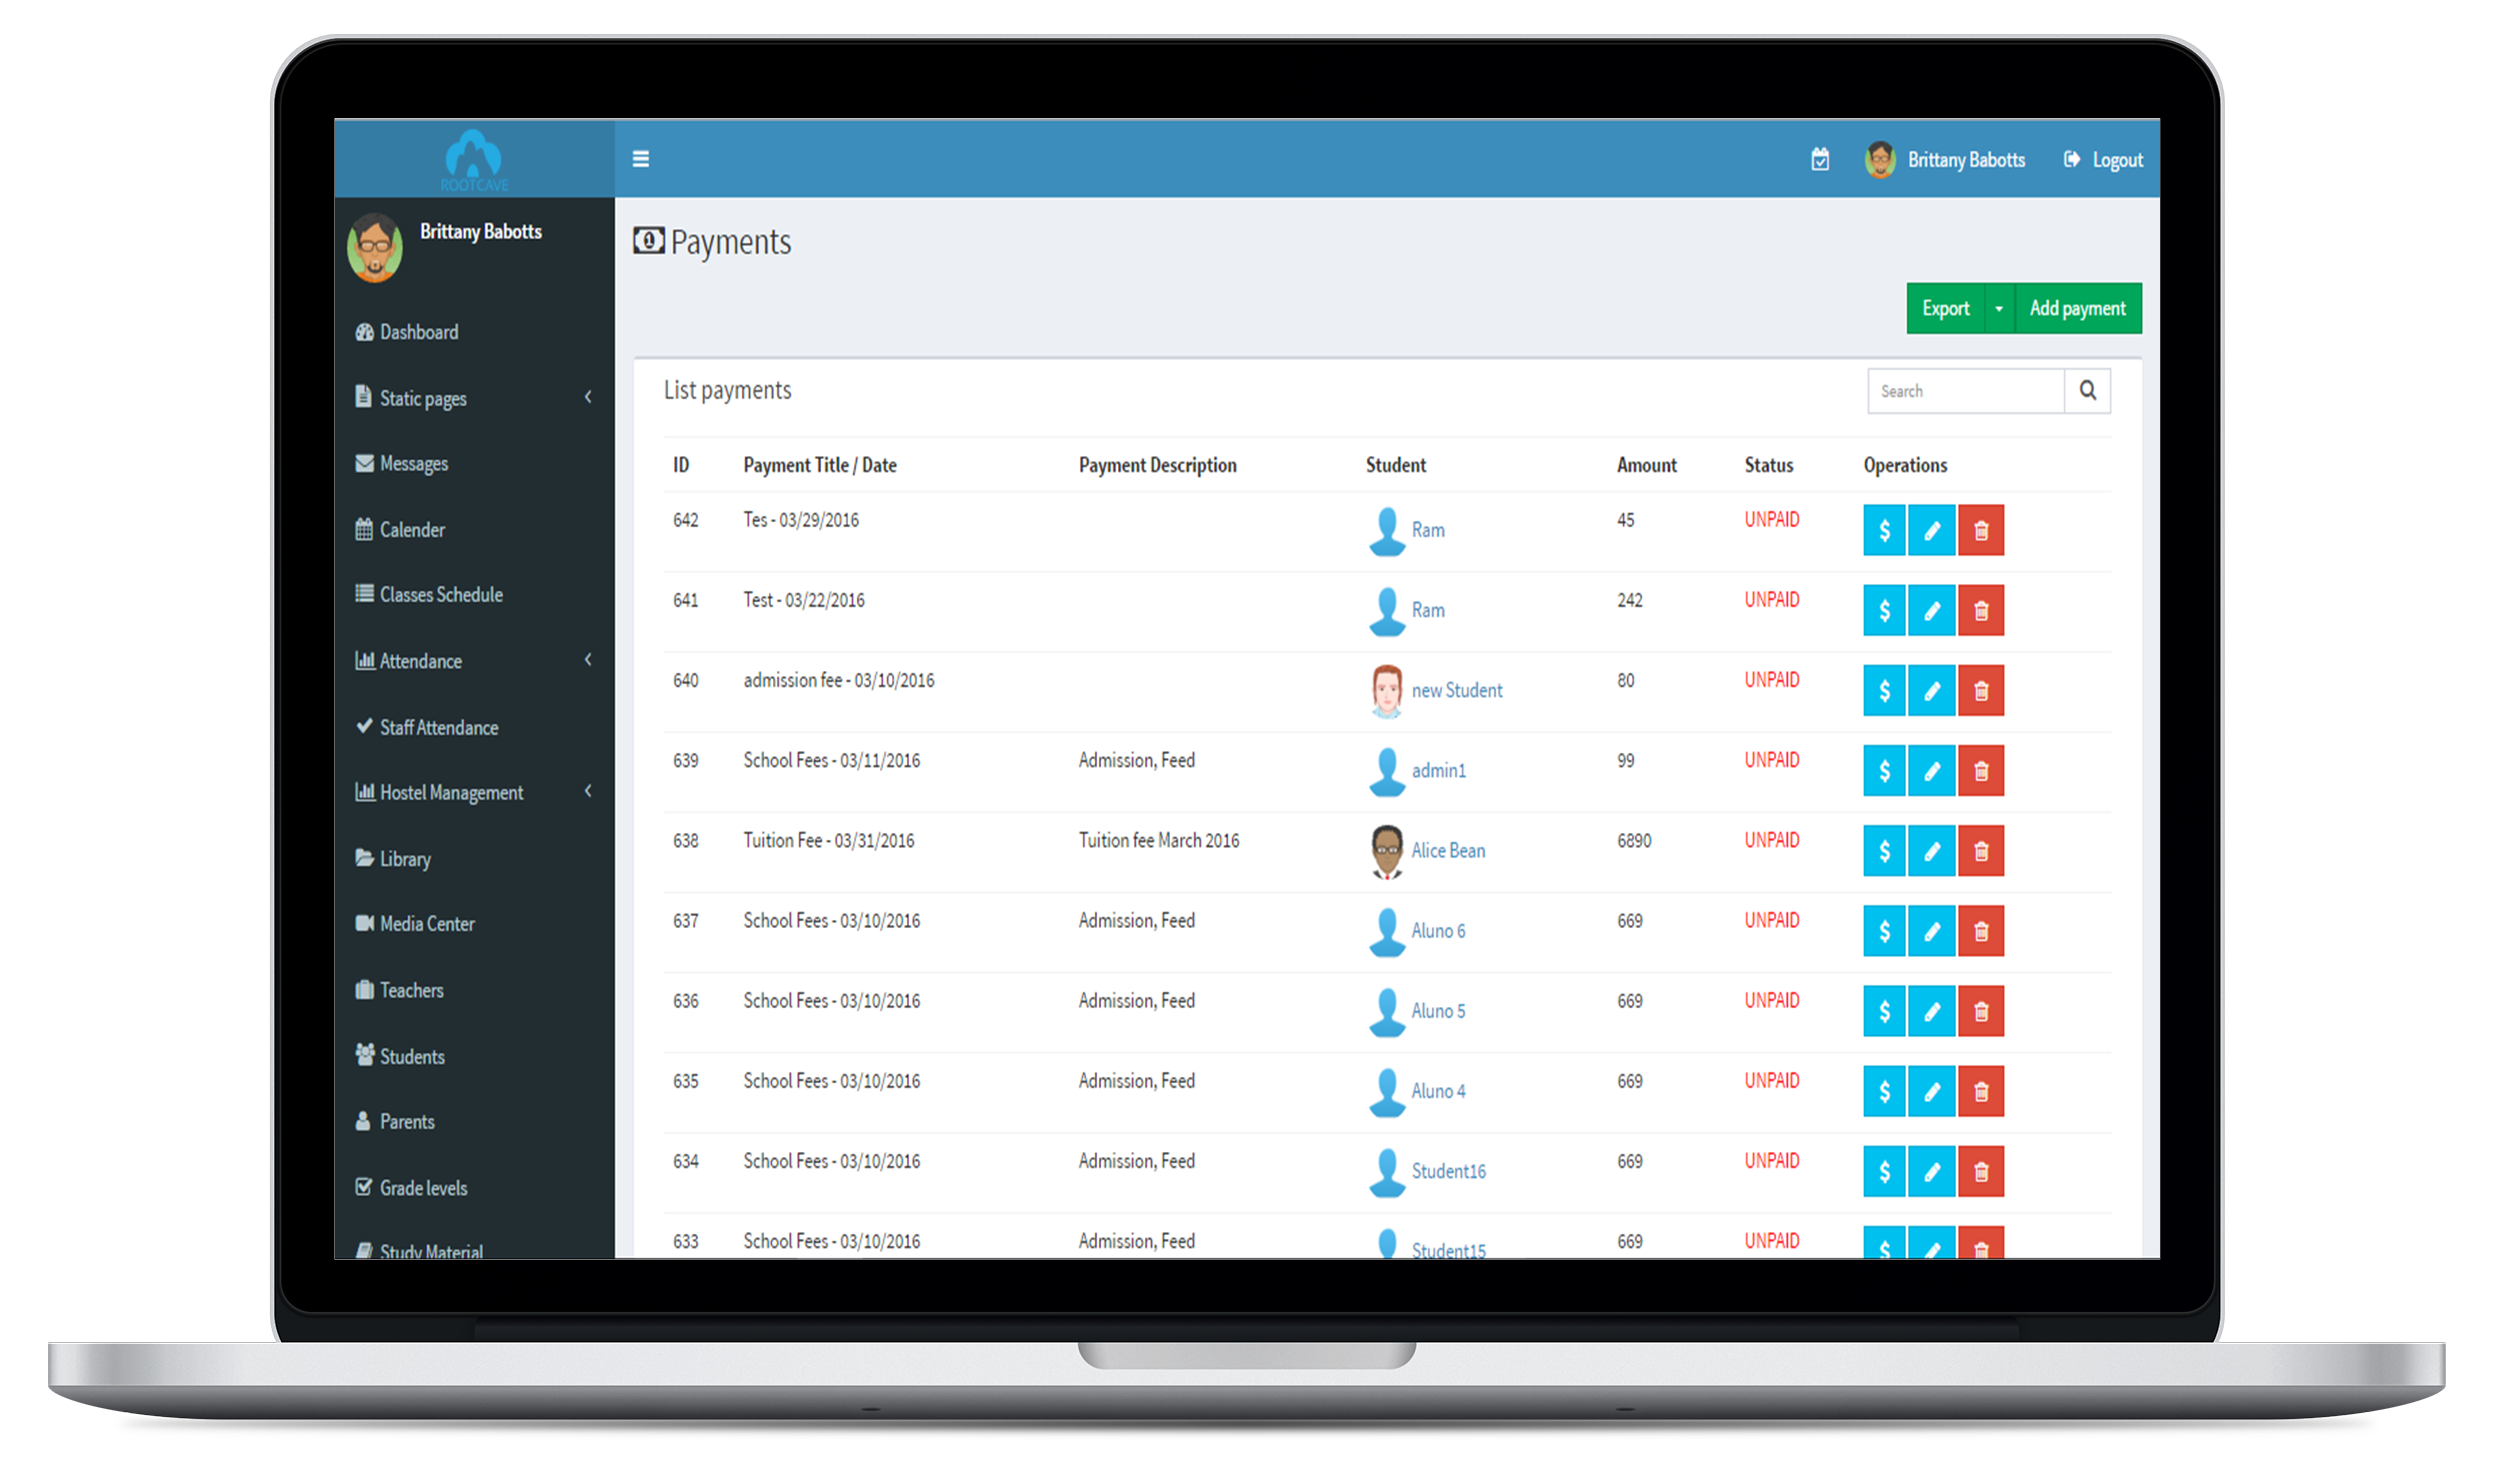 ROOTCAVE
Brittany Babotts Logout
Brittany Babotts
Dashboard
Static pages
Messages
Calender
Classes Schedule
Attendance
Staff Attendance
Hostel Management
Library
Media Center
Teachers
Students
Parents
Grade levels
Study Material
Payments
Export Add payment
List payments Search
ID Payment Title / Date Payment Description Student Amount Status Operations
642 Tes - 03/29/2016 Ram 45 UNPAID
641 Test - 03/22/2016 Ram 242 UNPAID
640 admission fee - 03/10/2016 new Student 80 UNPAID
639 School Fees - 03/11/2016 Admission, Feed admin1 99 UNPAID
638 Tuition Fee - 03/31/2016 Tuition fee March 2016 Alice Bean 6890 UNPAID
637 School Fees - 03/10/2016 Admission, Feed Aluno 6 669 UNPAID
636 School Fees - 03/10/2016 Admission, Feed Aluno 5 669 UNPAID
635 School Fees - 03/10/2016 Admission, Feed Aluno 4 669 UNPAID
634 School Fees - 03/10/2016 Admission, Feed Student16 669 UNPAID
633 School Fees - 03/10/2016 Admission, Feed Student15 669 UNPAID